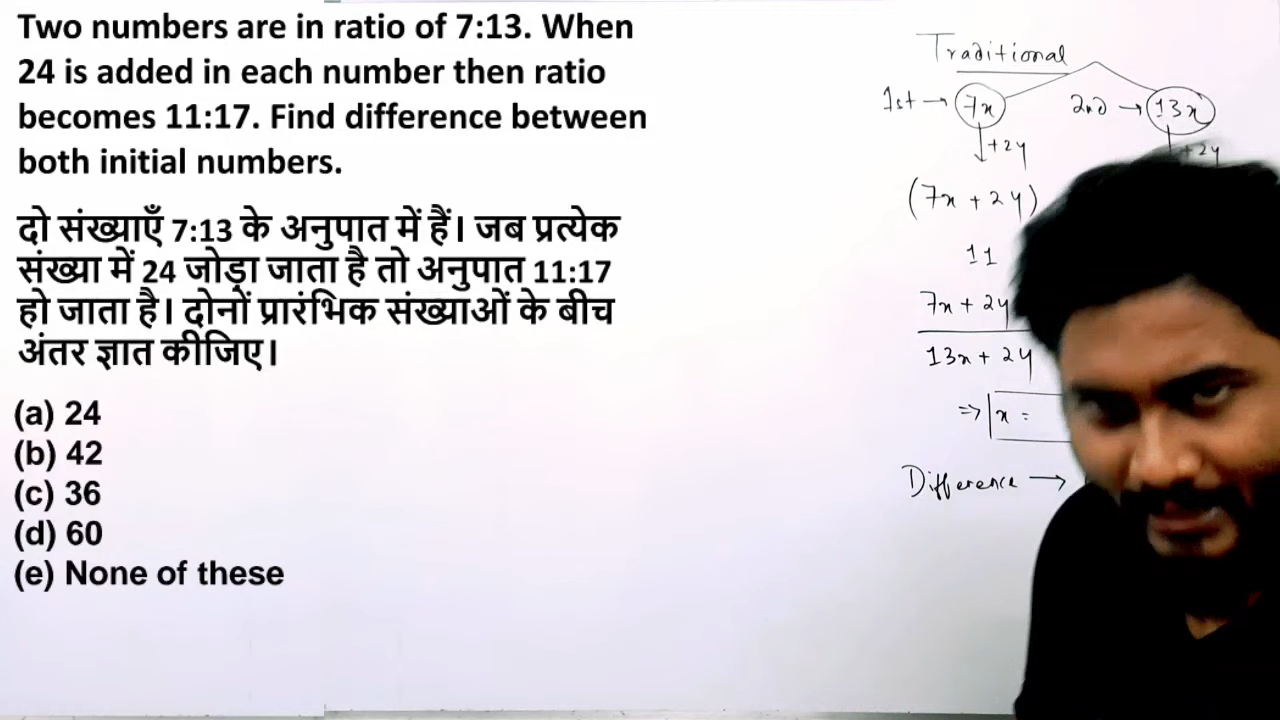 Two numbers are in ratio of 7:13. When
24 is added in each number then ratio
becomes 11:17. Find difference between
both initial numbers.
दो संख्याएँ 7:13 के अनुपात में हैं। जब प्रत्येक
संख्या में 24 जोड़ा जाता है तो अनुपात 11:17
हो जाता है। दोनों प्रारंभिक संख्याओं के बीच
अंतर ज्ञात कीजिए।
(a) 24
(b) 42
(c) 36
(d) 60
(e) None of these
Traditional
1st → 7x 2nd → 13x
+24 +24
(7x + 24)
11
7x + 24
13x + 24
⇒ x =
Difference →